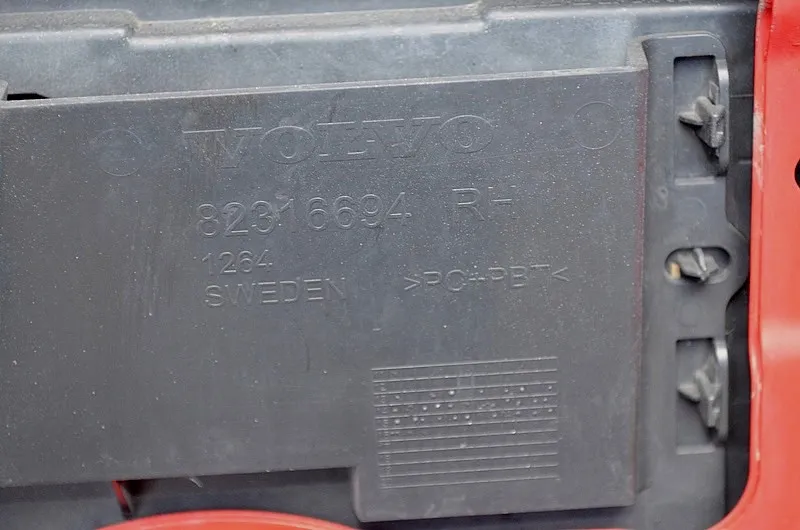 VOLVO
82316694 RH
1264
SWEDEN >PC+PBT<